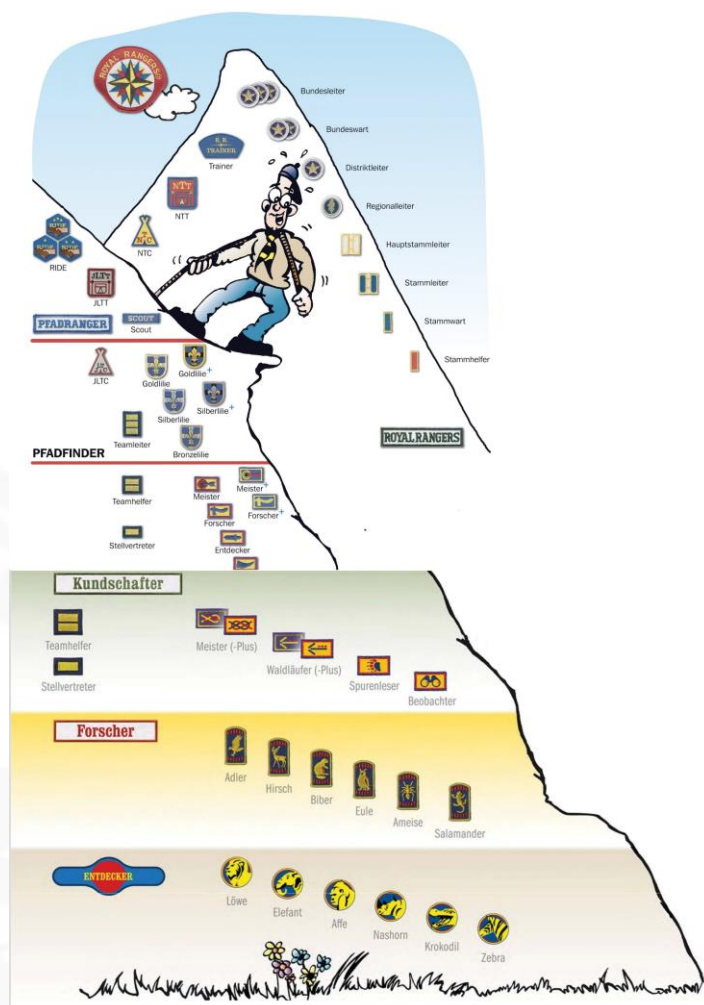 ROYAL RANGERS
Bundesleiter
Bundeswart
R. R.
TRAINER
Trainer
Distriktleiter
NTT
NTT
Regionalleiter
RIDE
NTC
Hauptstammleiter
JLTT
JLTT
Stammleiter
PFADRANGER
SCOUT
Scout
Stammwart
JLTC
Goldlilie
Goldlilie+
Stammhelfer
Silberlilie
Silberlilie+
Teamleiter
Bronzelilie
ROYAL RANGERS
PFADFINDER
Teamhelfer
Meister
Meister+
Forscher
Forscher+
Stellvertreter
Entdecker
Kundschafter
Teamhelfer
Meister (-Plus)
Waldläufer (-Plus)
Stellvertreter
Spurenleser
Beobachter
Forscher
Adler
Hirsch
Biber
Eule
Ameise
Salamander
ENTDECKER
Löwe
Elefant
Affe
Nashorn
Krokodil
Zebra